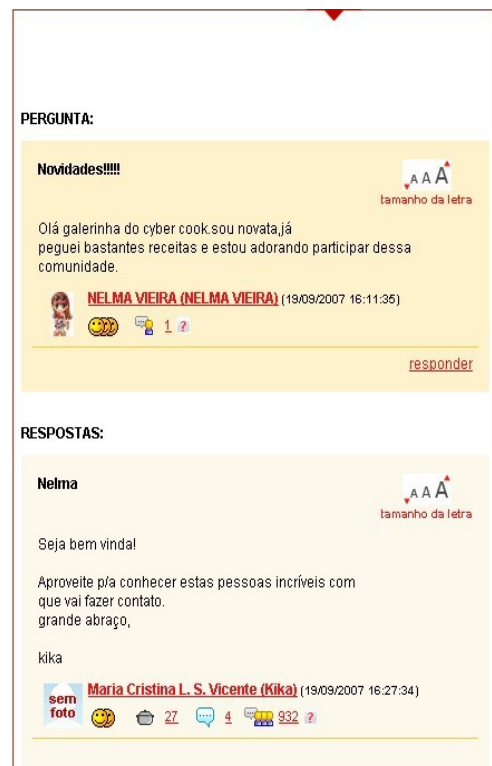 PERGUNTA:
Novidades!!!!!
A A A
tamanho da letra
Olá galerinha do cyber cook.sou novata,já
peguei bastantes receitas e estou adorando participar dessa
comunidade.
NELMA VIEIRA (NELMA VIEIRA) (19/09/2007 16:11:35)
1 ?
responder
RESPOSTAS:
Nelma
A A A
tamanho da letra
Seja bem vinda!
Aproveite p/a conhecer estas pessoas incríveis com
que vai fazer contato.
grande abraço,
kika
sem
foto
Maria Cristina L. S. Vicente (Kika) (19/09/2007 16:27:34)
27 4 932 ?